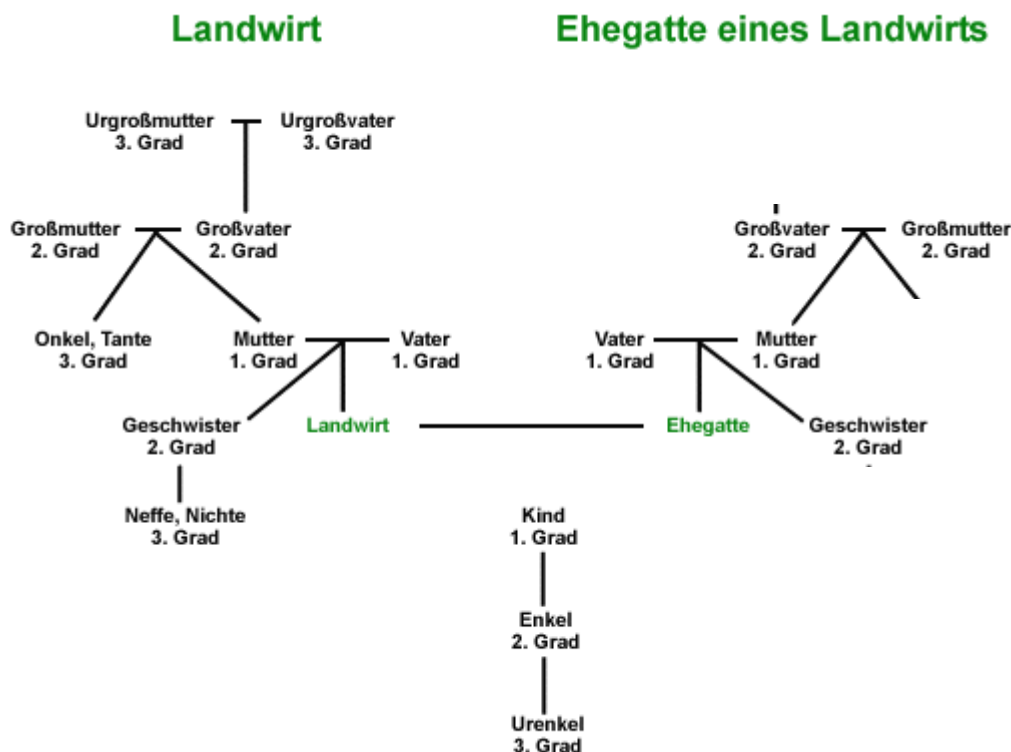 Landwirt
Ehegatte eines Landwirts
Urgroßmutter
3. Grad
Urgroßvater
3. Grad
Großmutter
2. Grad
Großvater
2. Grad
Großvater
2. Grad
Großmutter
2. Grad
Onkel, Tante
3. Grad
Mutter
1. Grad
Vater
1. Grad
Vater
1. Grad
Mutter
1. Grad
Geschwister
2. Grad
Landwirt
Ehegatte
Geschwister
2. Grad
Neffe, Nichte
3. Grad
Kind
1. Grad
Enkel
2. Grad
Urenkel
3. Grad